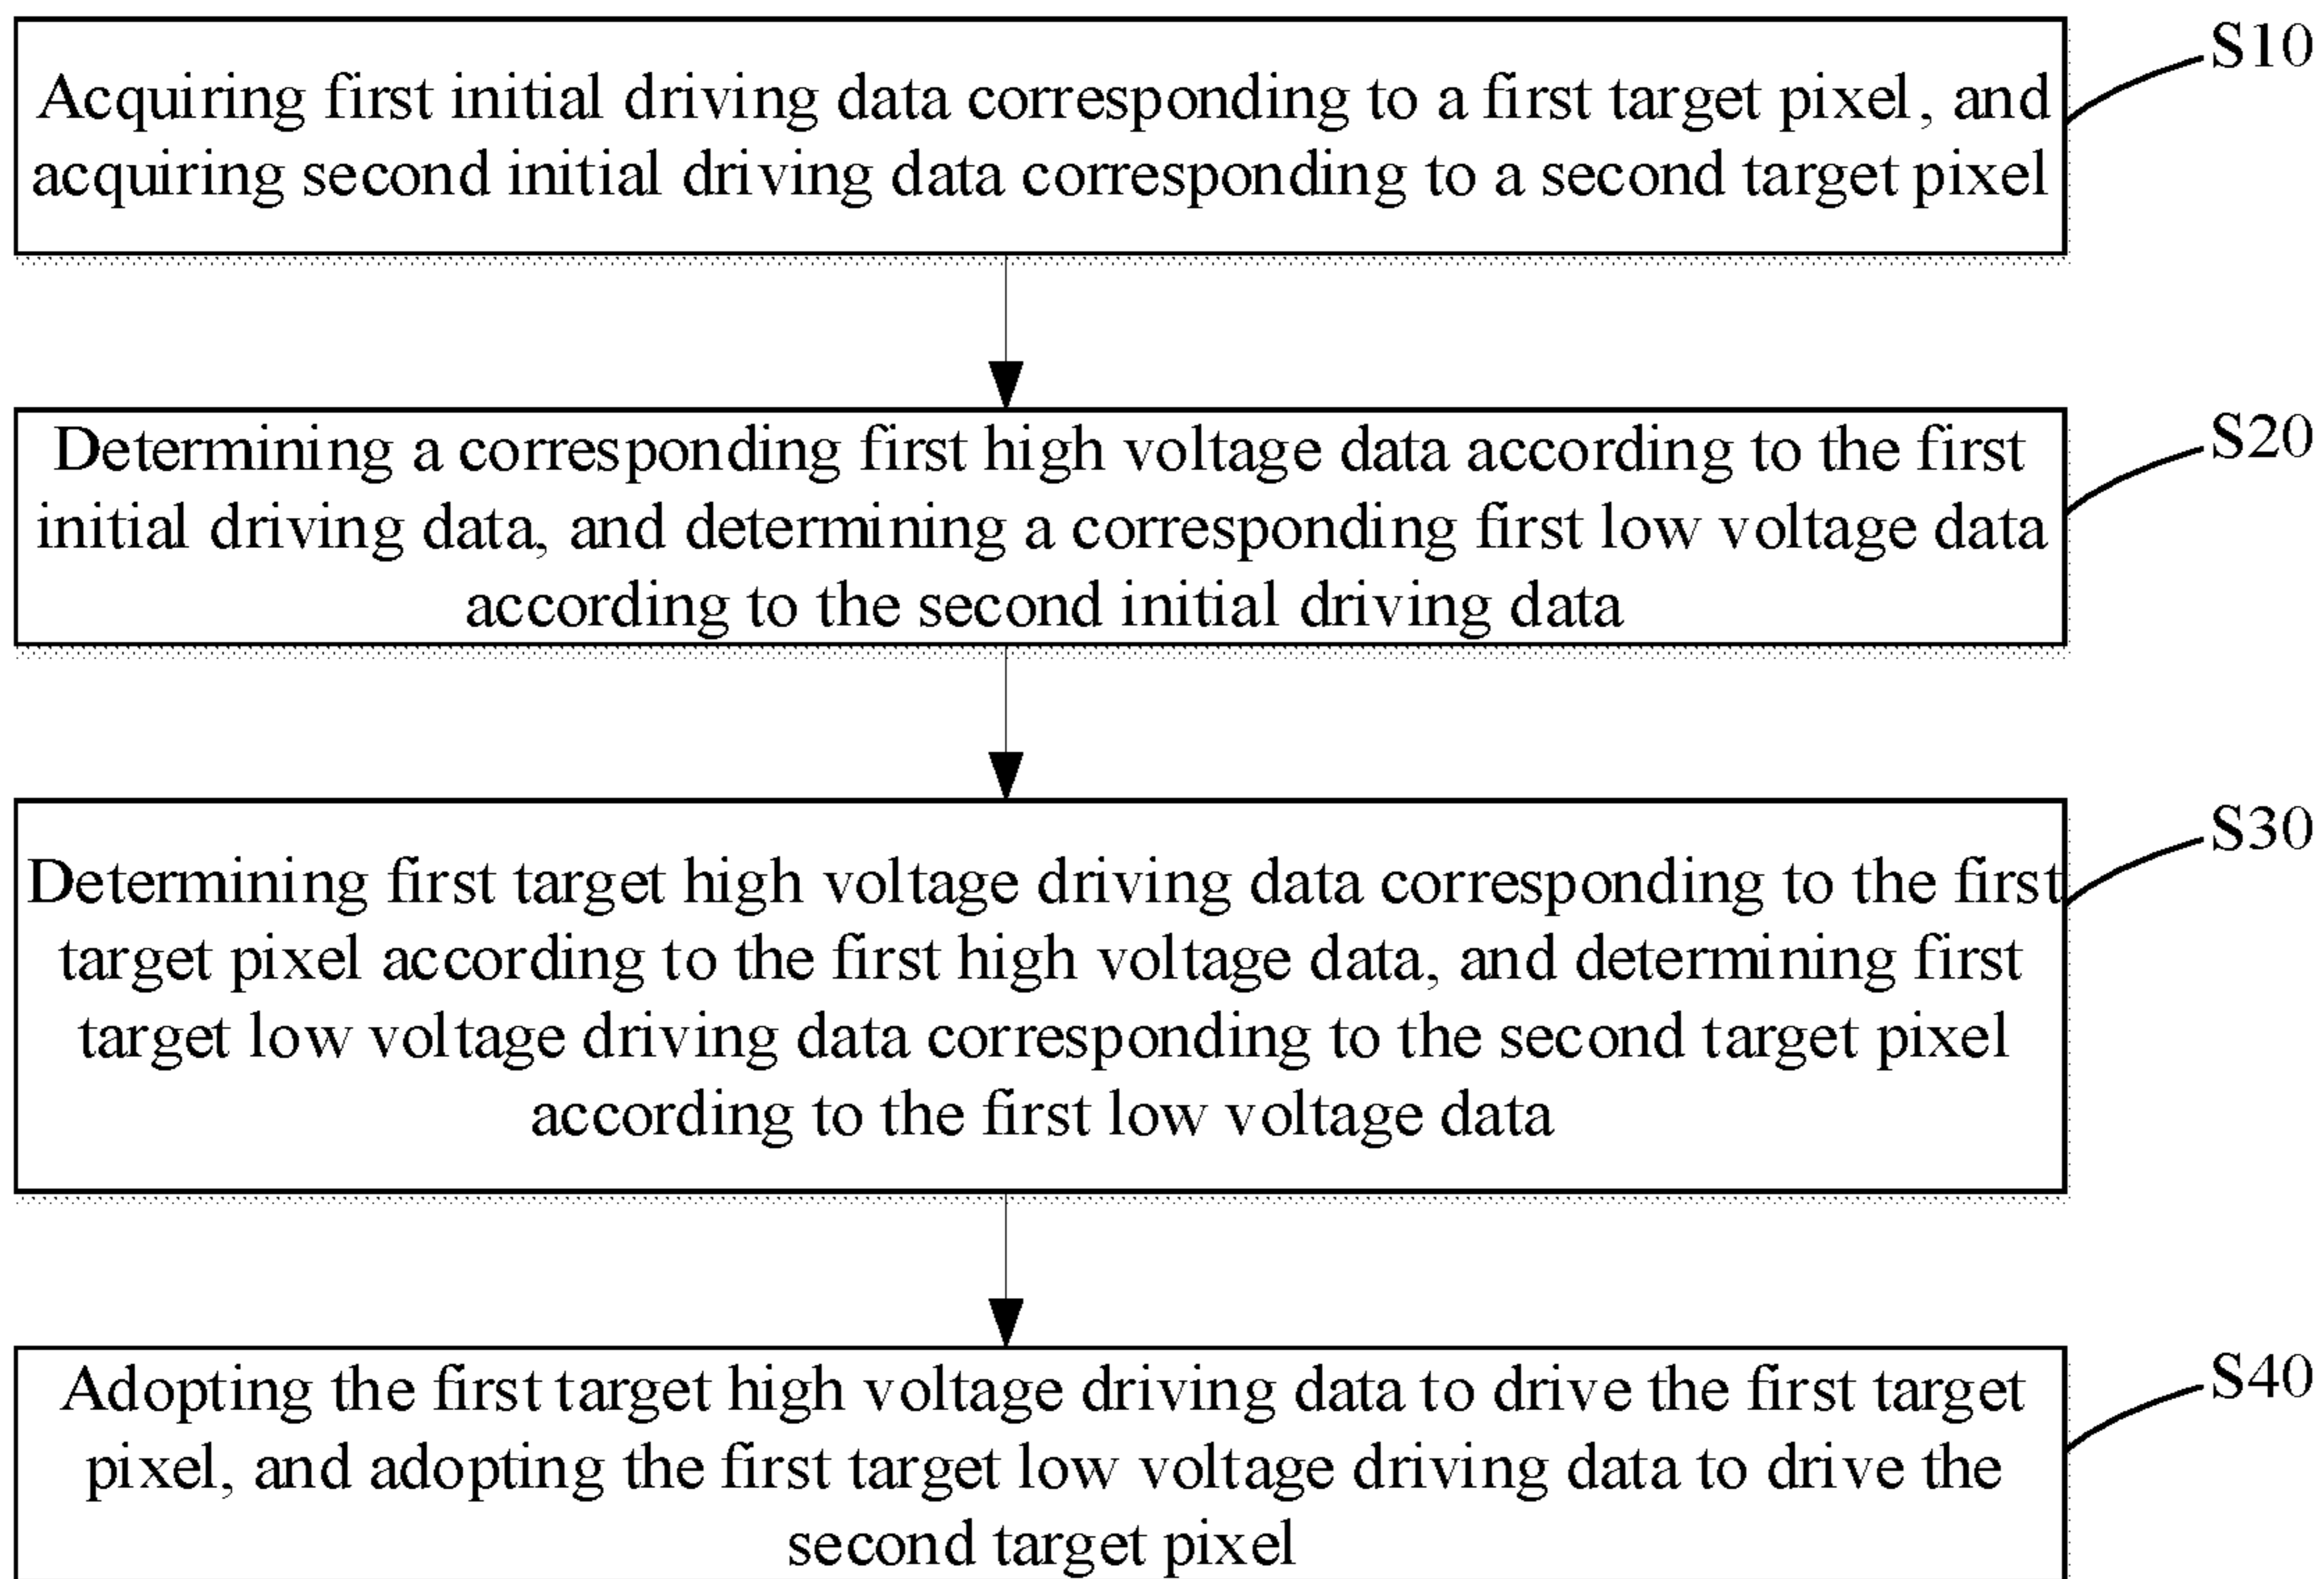 S10
Acquiring first initial driving data corresponding to a first target pixel, and
acquiring second initial driving data corresponding to a second target pixel
S20
Determining a corresponding first high voltage data according to the first
initial driving data, and determining a corresponding first low voltage data
according to the second initial driving data
S30
Determining first target high voltage driving data corresponding to the first
target pixel according to the first high voltage data, and determining first
target low voltage driving data corresponding to the second target pixel
according to the first low voltage data
S40
Adopting the first target high voltage driving data to drive the first target
pixel, and adopting the first target low voltage driving data to drive the
second target pixel